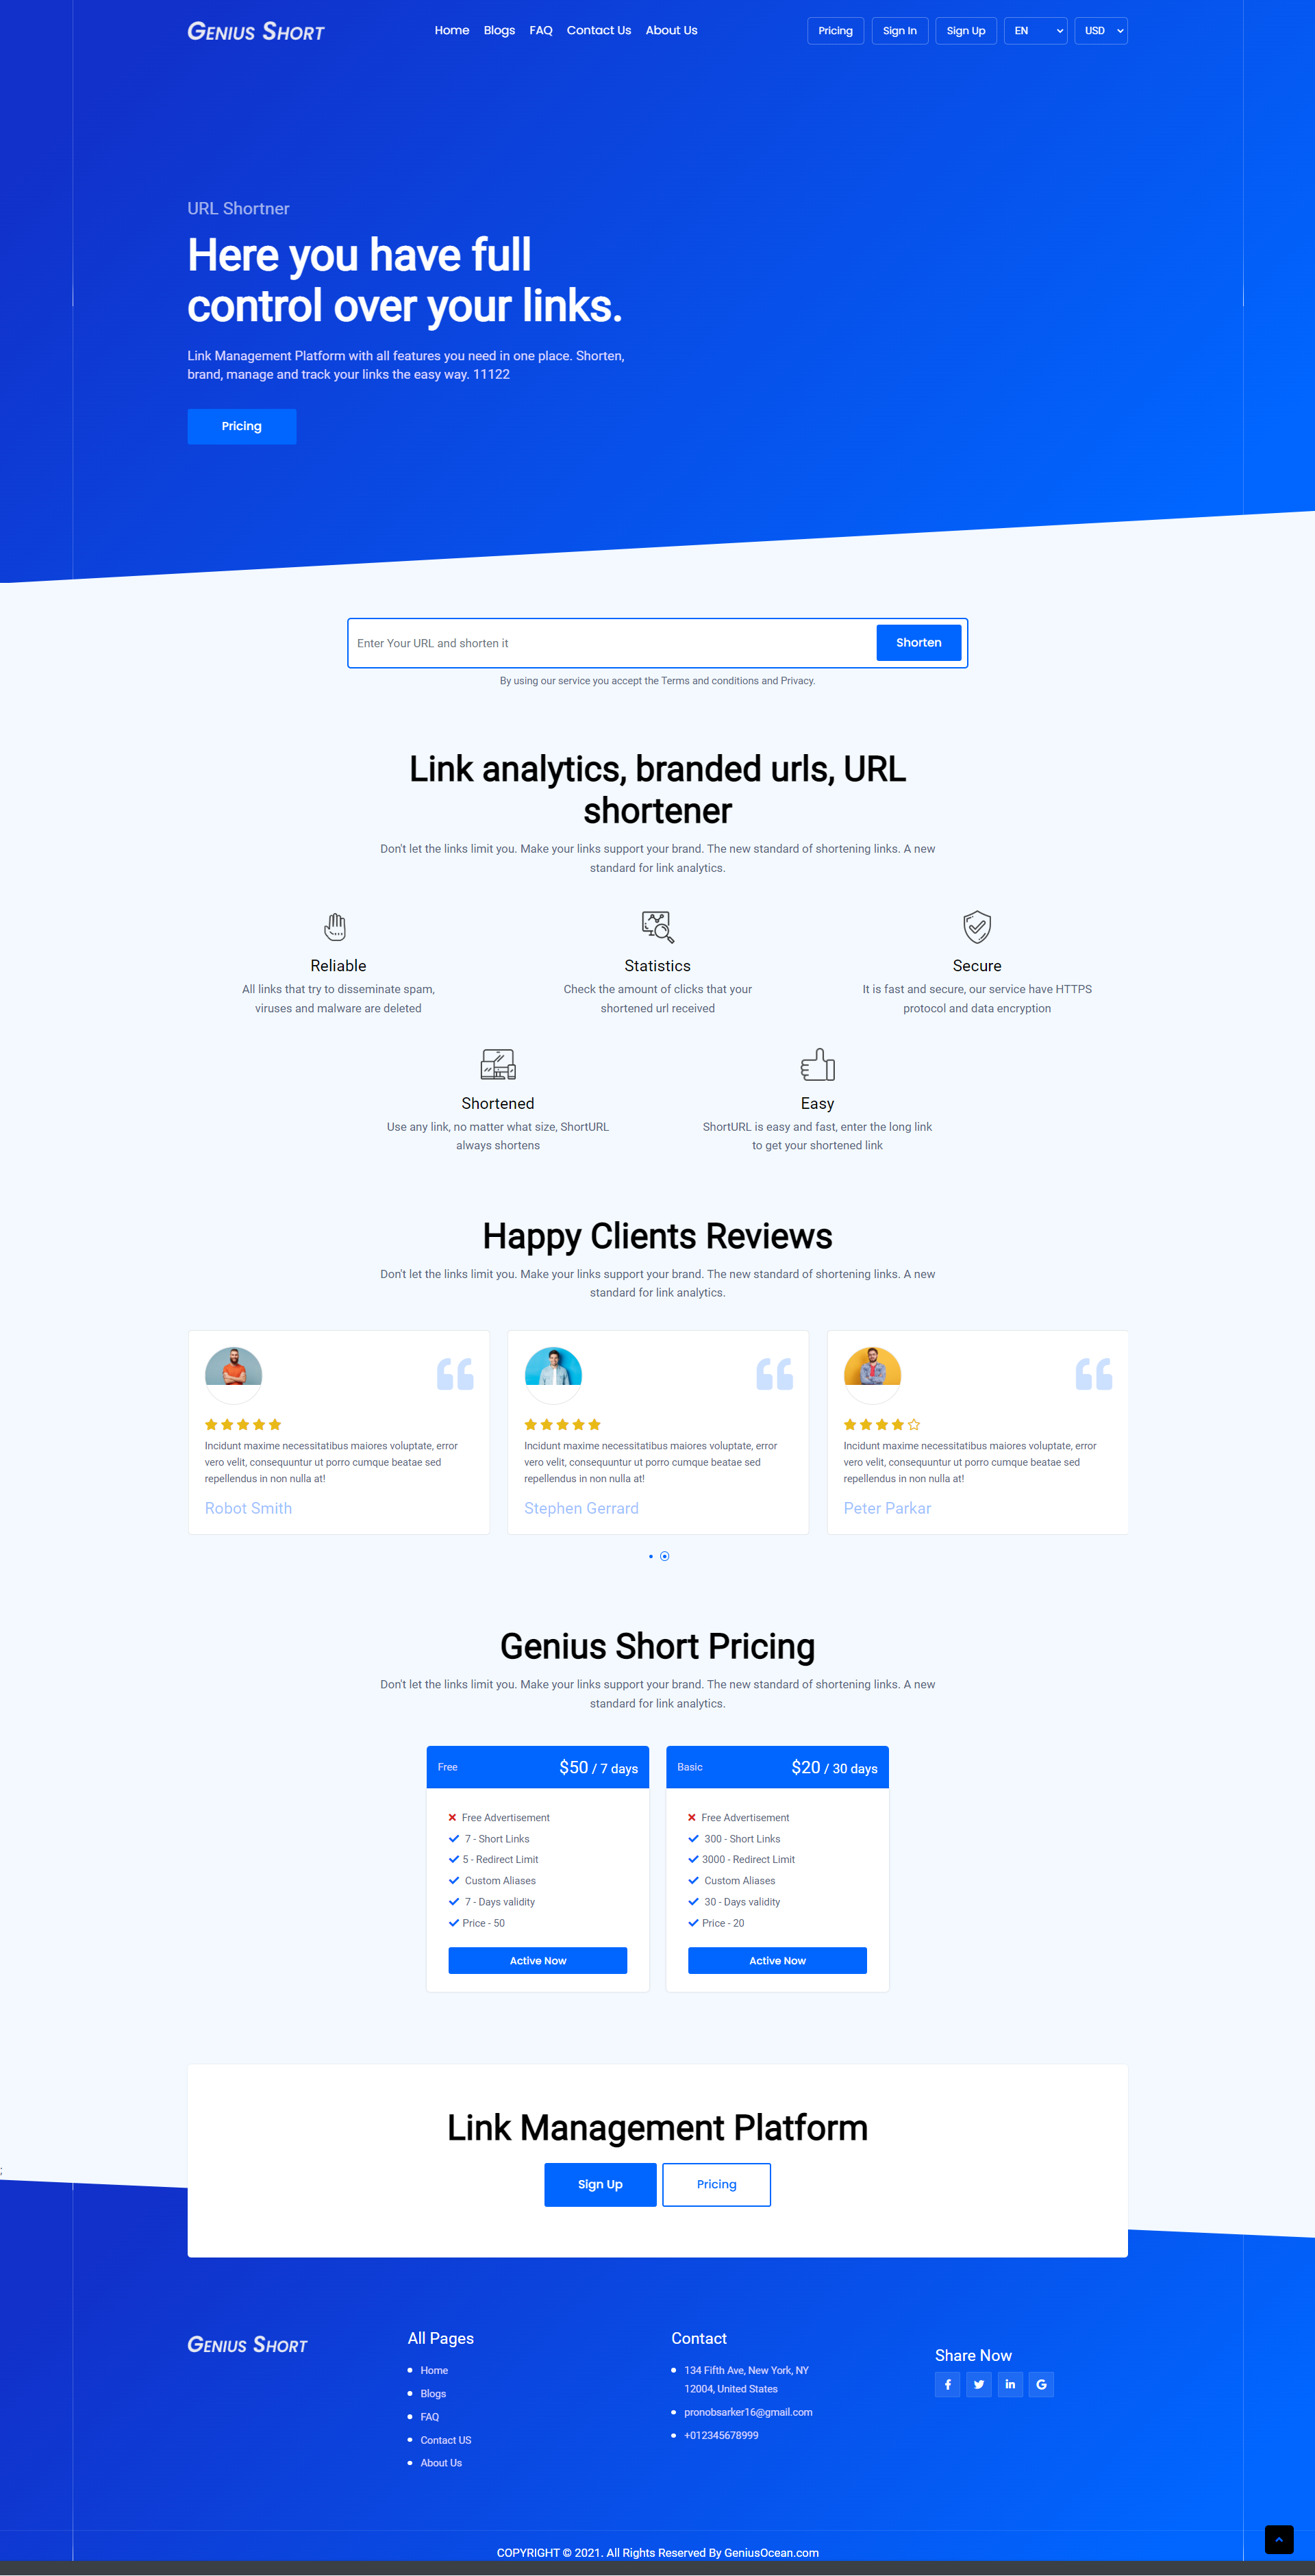 Genius Short
Home Blogs FAQ Contact Us About Us
Pricing Sign In Sign Up EN USD
URL Shortner
Here you have full
control over your links.
Link Management Platform with all features you need in one place. Shorten,
brand, manage and track your links the easy way. 11122
Pricing
Enter Your URL and shorten it
Shorten
By using our service you accept the Terms and conditions and Privacy.
Link analytics, branded urls, URL
shortener
Don't let the links limit you. Make your links support your brand. The new standard of shortening links. A new
standard for link analytics.
Reliable
All links that try to disseminate spam,
viruses and malware are deleted
Statistics
Check the amount of clicks that your
shortened url received
Secure
It is fast and secure, our service have HTTPS
protocol and data encryption
Shortened
Use any link, no matter what size, ShortURL
always shortens
Easy
ShortURL is easy and fast, enter the long link
to get your shortened link
Happy Clients Reviews
Don't let the links limit you. Make your links support your brand. The new standard of shortening links. A new
standard for link analytics.
Incidunt maxime necessitatibus maiores voluptate, error
vero velit, consequuntur ut porro cumque beatae sed
repellendus in non nulla at!
Robot Smith
Incidunt maxime necessitatibus maiores voluptate, error
vero velit, consequuntur ut porro cumque beatae sed
repellendus in non nulla at!
Stephen Gerrard
Incidunt maxime necessitatibus maiores voluptate, error
vero velit, consequuntur ut porro cumque beatae sed
repellendus in non nulla at!
Peter Parkar
Genius Short Pricing
Don't let the links limit you. Make your links support your brand. The new standard of shortening links. A new
standard for link analytics.
Free $50 / 7 days
Free Advertisement
7 - Short Links
5 - Redirect Limit
Custom Aliases
7 - Days validity
Price - 50
Active Now
Basic $20 / 30 days
Free Advertisement
300 - Short Links
3000 - Redirect Limit
Custom Aliases
30 - Days validity
Price - 20
Active Now
Link Management Platform
Sign Up Pricing
;
Genius Short
All Pages
Home
Blogs
FAQ
Contact US
About Us
Contact
134 Fifth Ave, New York, NY
12004, United States
pronobsarker16@gmail.com
+012345678999
Share Now
COPYRIGHT © 2021. All Rights Reserved By GeniusOcean.com